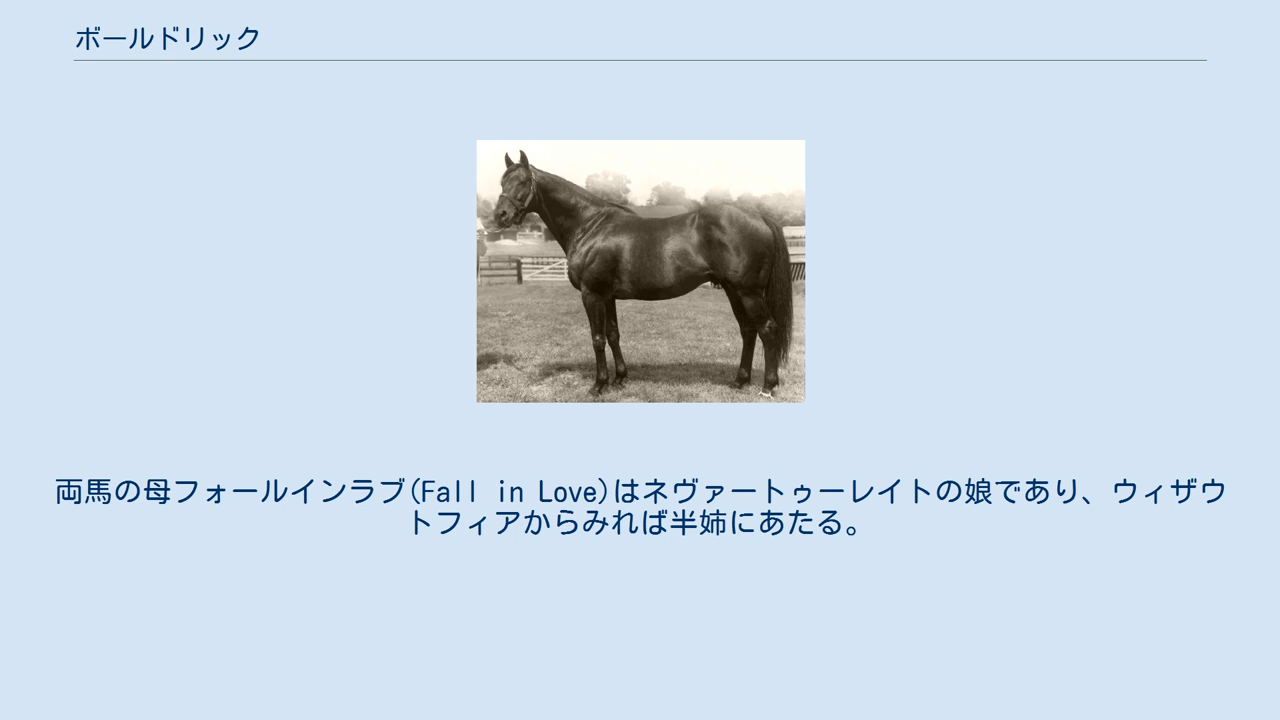 ボールドリック
両馬の母フォールインラブ(Fall in Love)はネヴァートゥーレイトの娘であり、ウィザウ
トフィアからみれば半姉にあたる。